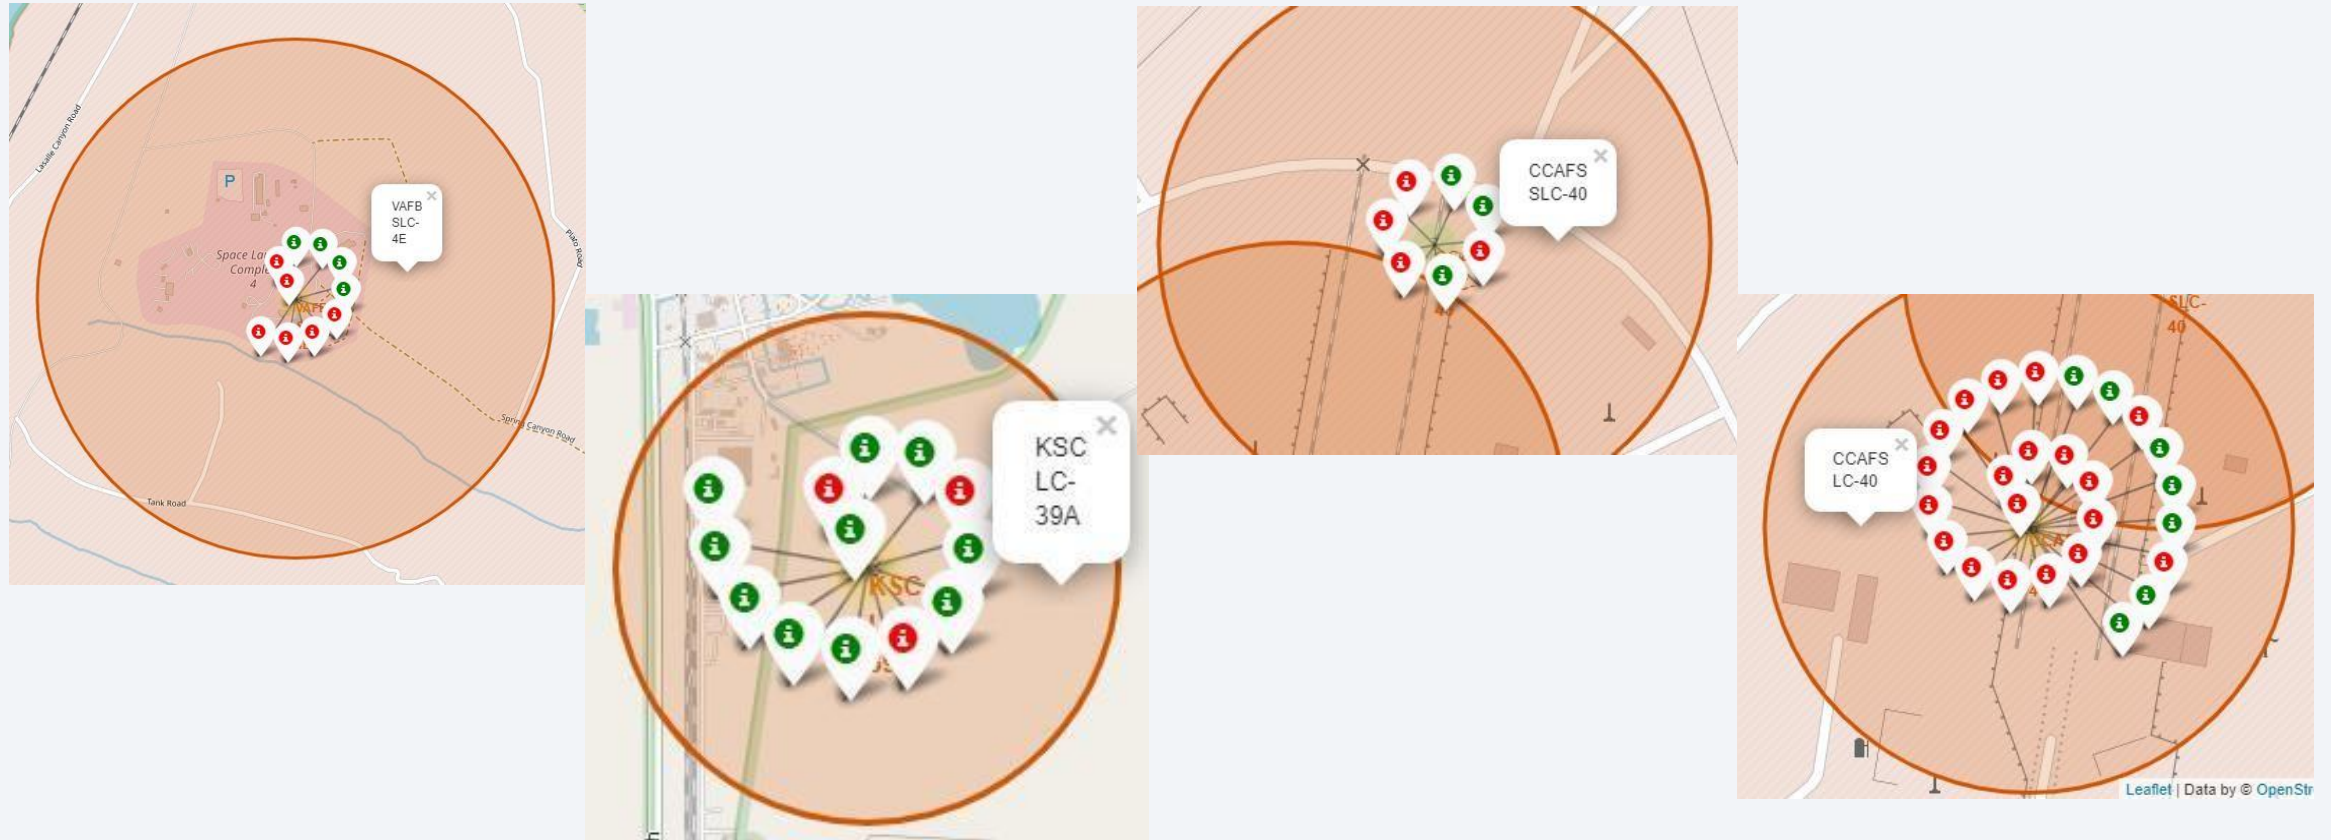 Lasalle Canyon Road
P
VAFB
SLC-
4E
Space La
Comple
4
VAFB
Plato Road
Spring Canyon Road
Tank Road
KSC
LC-
39A
KSC
CCAFS
SLC-40
SLC-
40
CCAFS
LC-40
Leaflet | Data by © OpenStr